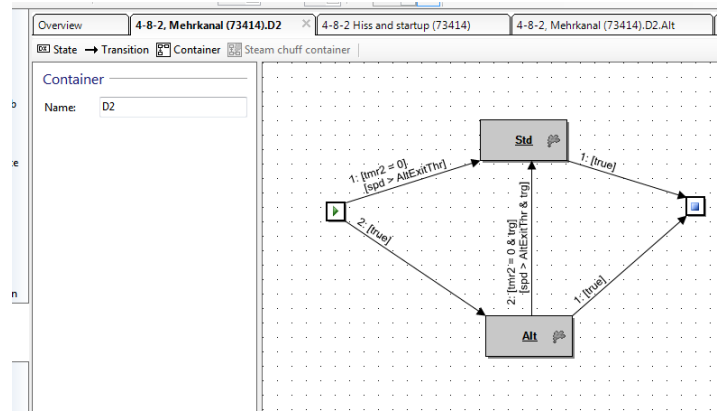 Overview
4-8-2, Mehrkanal (73414).D2
4-8-2 Hiss and startup (73414)
4-8-2, Mehrkanal (73414).D2.Alt
State
Transition
Container
Steam chuff container
Container
Name:
D2
Std
1: [tmr2 = 0]
[spd > AltExitThr]
1: [true]
2: [true]
2: [tmr2 = 0 & trg]
[spd > AltExitThr & trg]
1: [true]
Alt